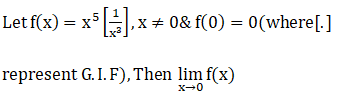 Let f(x) = x⁵ [1/x³], x ≠ 0 & f(0) = 0(where[.]
represent G. I. F), Then lim x→0 f(x)